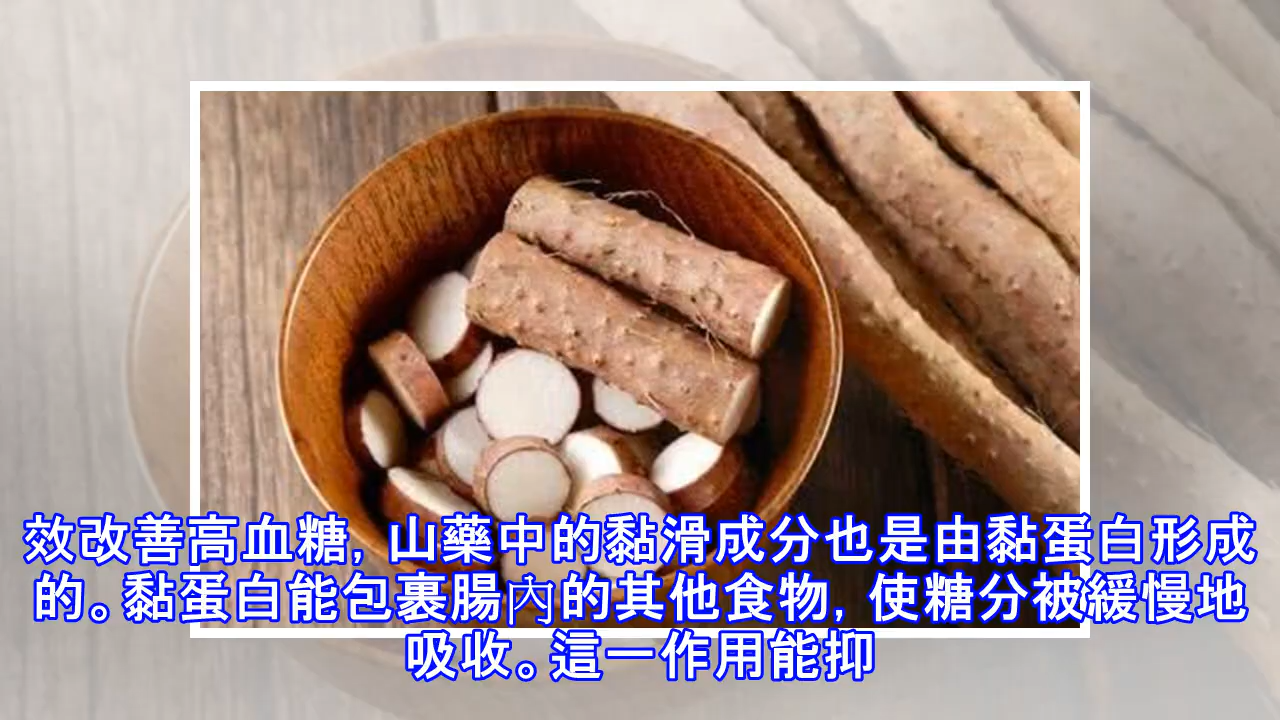 效改善高血糖，山藥中的黏滑成分也是由黏蛋白形成
的。黏蛋白能包裹腸內的其他食物，使糖分被緩慢地
吸收。這一作用能抑